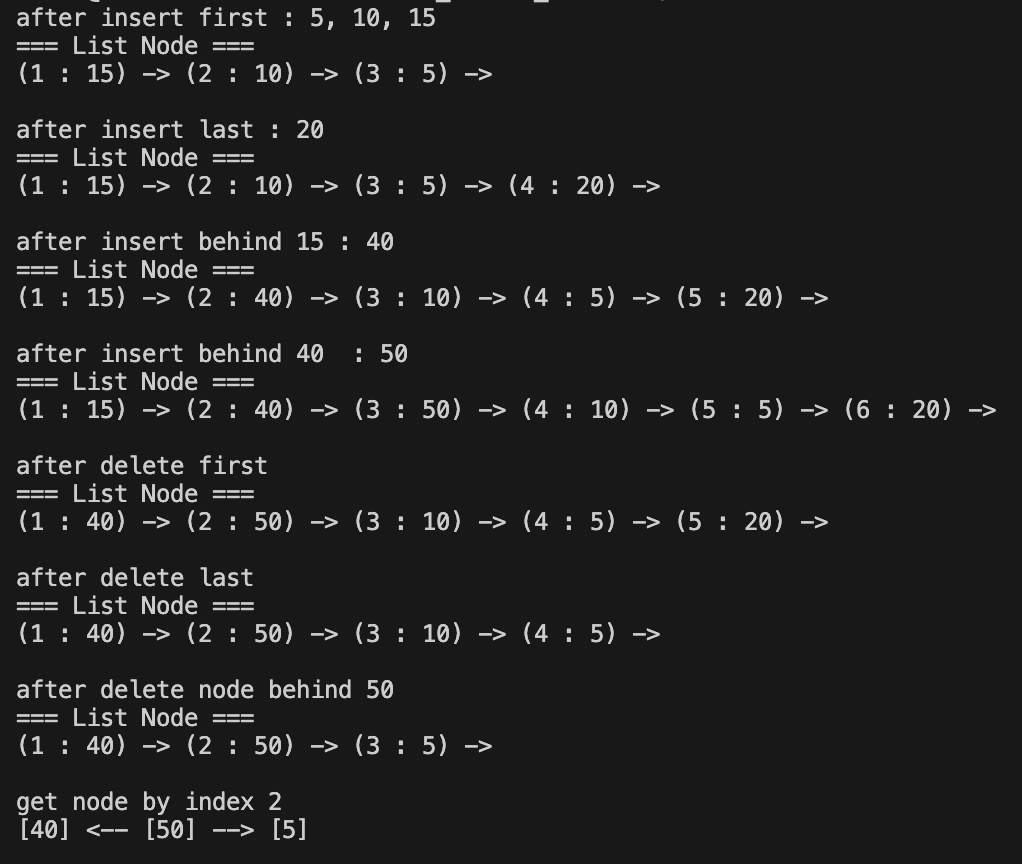 after insert first : 5, 10, 15
=== List Node ===
(1 : 15) -> (2 : 10) -> (3 : 5) ->
after insert last : 20
=== List Node ===
(1 : 15) -> (2 : 10) -> (3 : 5) -> (4 : 20) ->
after insert behind 15 : 40
=== List Node ===
(1 : 15) -> (2 : 40) -> (3 : 10) -> (4 : 5) -> (5 : 20) ->
after insert behind 40  : 50
=== List Node ===
(1 : 15) -> (2 : 40) -> (3 : 50) -> (4 : 10) -> (5 : 5) -> (6 : 20) ->
after delete first
=== List Node ===
(1 : 40) -> (2 : 50) -> (3 : 10) -> (4 : 5) -> (5 : 20) ->
after delete last
=== List Node ===
(1 : 40) -> (2 : 50) -> (3 : 10) -> (4 : 5) ->
after delete node behind 50
=== List Node ===
(1 : 40) -> (2 : 50) -> (3 : 5) ->
get node by index 2
[40] <-- [50] --> [5]